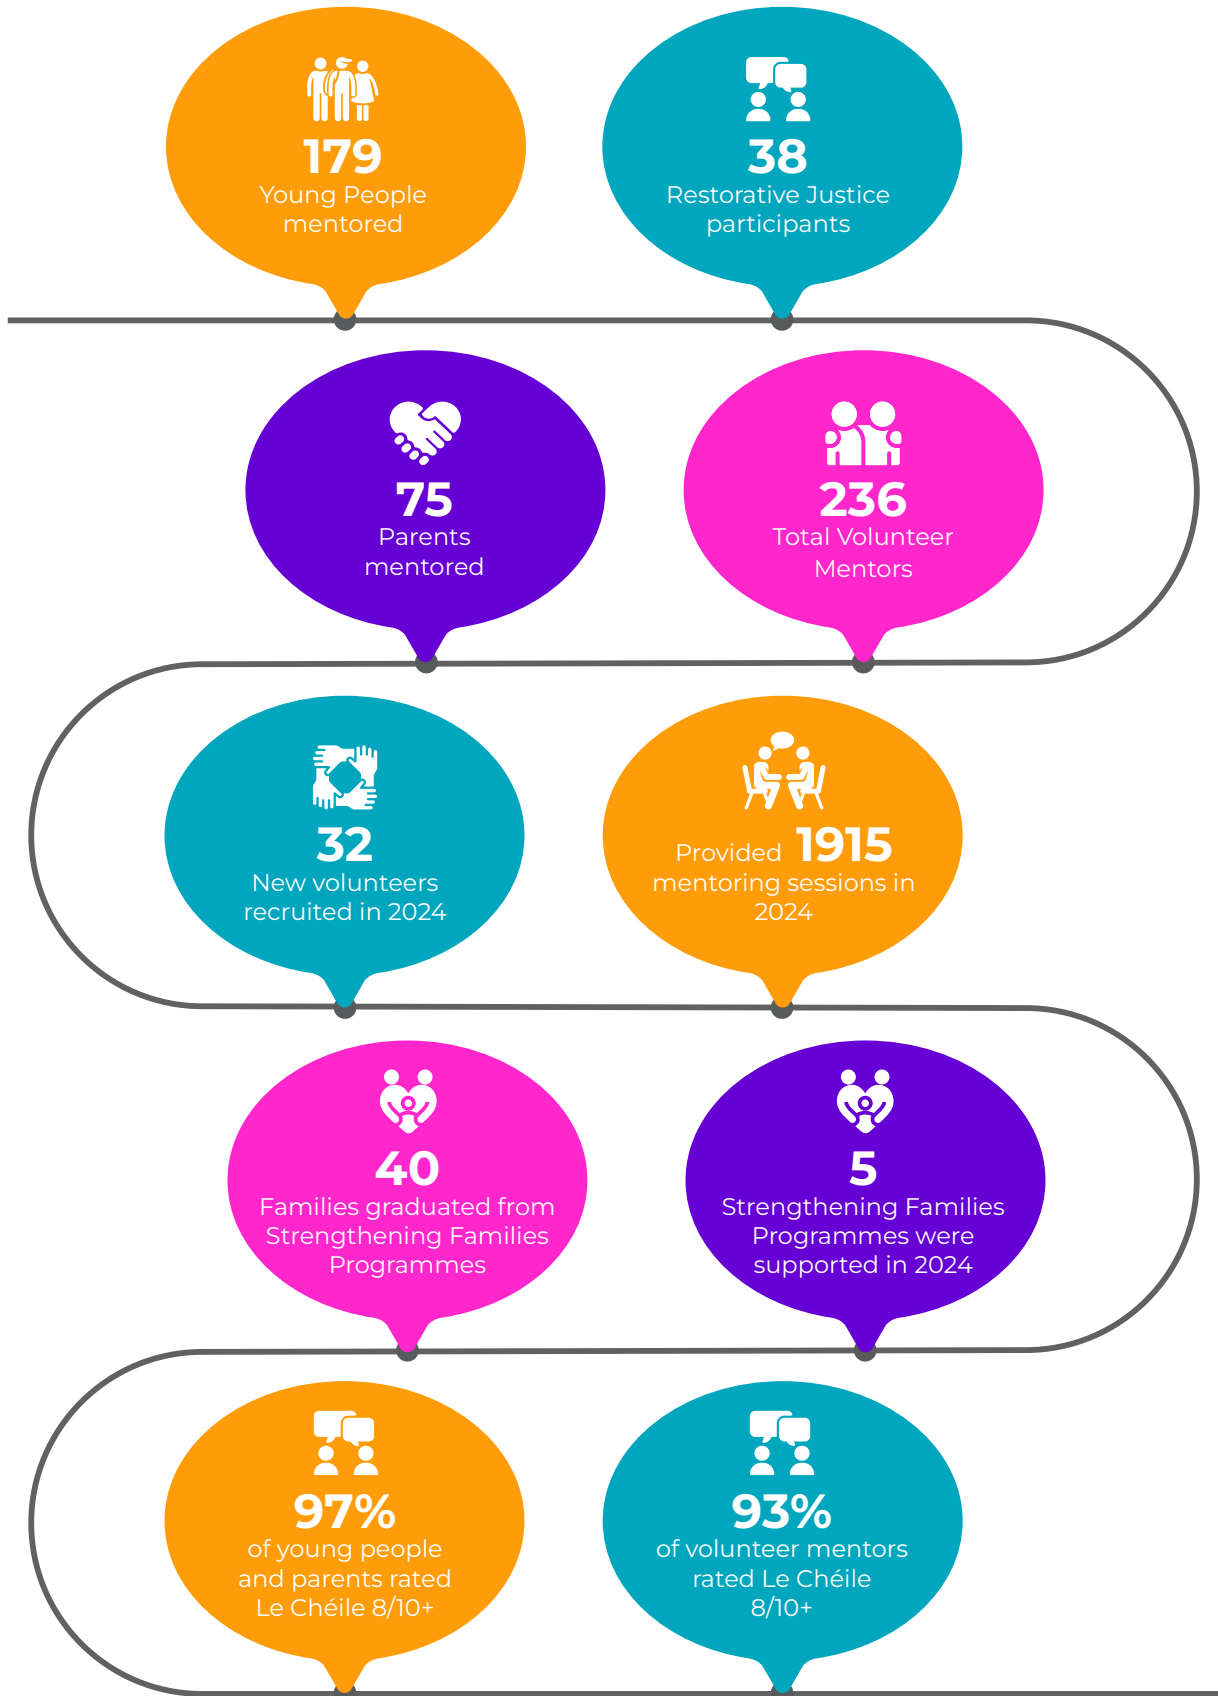 179
Young People
mentored
38
Restorative Justice
participants
75
Parents
mentored
236
Total Volunteer
Mentors
32
New volunteers
recruited in 2024
Provided 1915
mentoring sessions in
2024
40
Families graduated from
Strengthening Families
Programmes
5
Strengthening Families
Programmes were
supported in 2024
97%
of young people
and parents rated
Le Chéile 8/10+
93%
of volunteer mentors
rated Le Chéile
8/10+